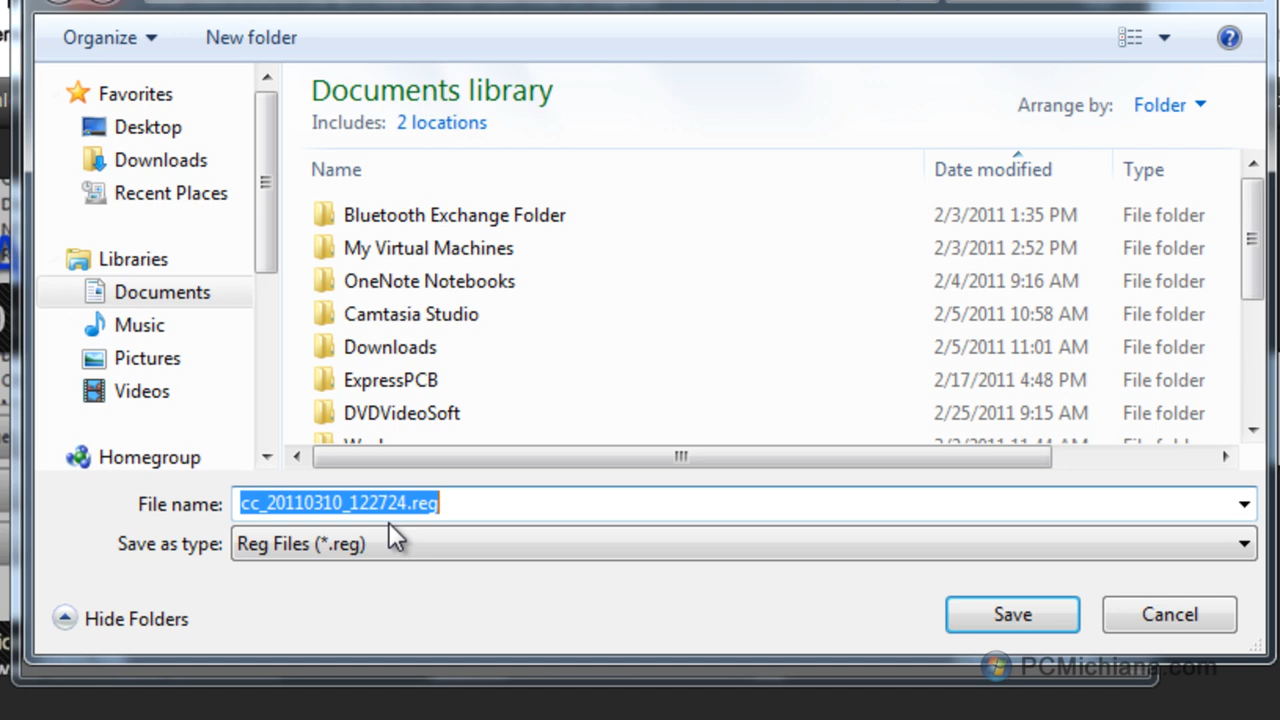 Organize New folder
Favorites
Desktop
Downloads
Recent Places
Libraries
Documents
Music
Pictures
Videos
Homegroup
Documents library
Includes: 2 locations
Arrange by: Folder
Name Date modified Type
Bluetooth Exchange Folder 2/3/2011 1:35 PM File folder
My Virtual Machines 2/3/2011 2:52 PM File folder
OneNote Notebooks 2/4/2011 9:16 AM File folder
Camtasia Studio 2/5/2011 10:58 AM File folder
Downloads 2/5/2011 11:01 AM File folder
ExpressPCB 2/17/2011 4:48 PM File folder
DVDVideoSoft 2/25/2011 9:15 AM File folder
File name: cc_20110310_122724.reg
Save as type: Reg Files (*.reg)
Hide Folders Save Cancel
PCMichiana.com